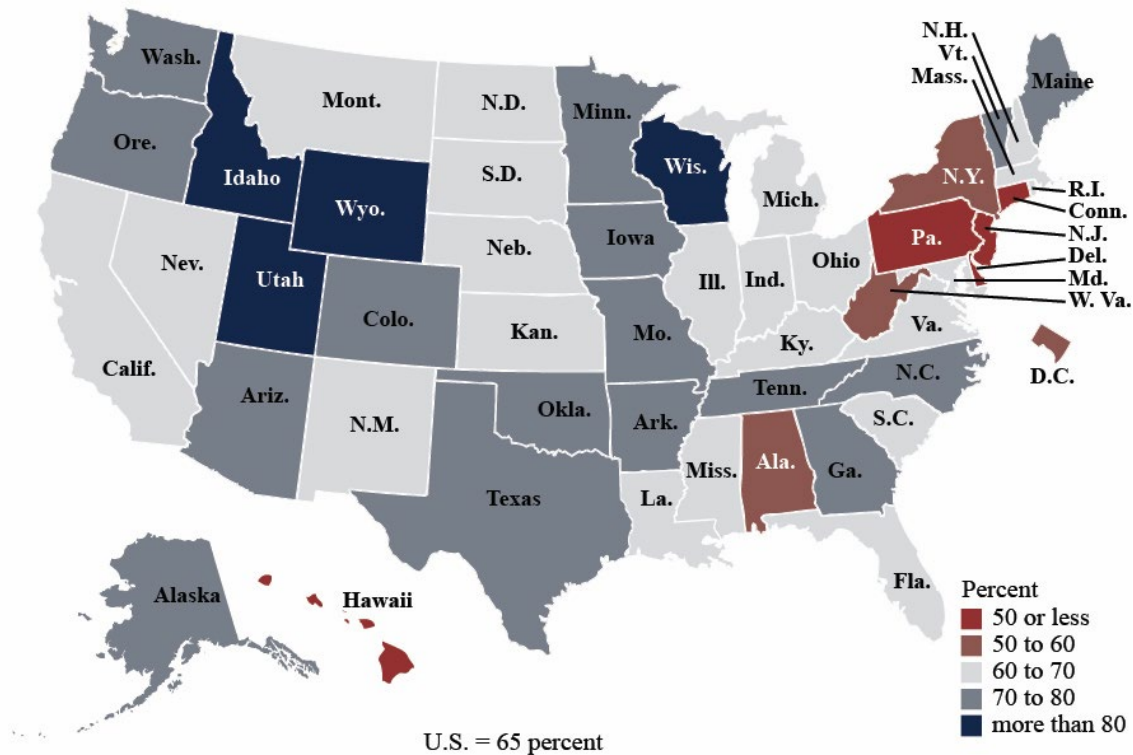 N.H.
Vt.
Mass.
Wash.
Maine
Mont.
N.D.
Minn.
Ore.
Idaho
S.D.
Wis.
N.Y.
Wyo.
Mich.
R.I.
Conn.
Pa.
N.J.
Iowa
Neb.
Del.
Nev.
Ohio
Utah
Ill.
Ind.
Md.
W. Va.
Colo.
Va.
Kan.
Mo.
Ky.
Calif.
D.C.
N.C.
Tenn.
Ariz.
Okla.
N.M.
Ark.
S.C.
Miss.
Ala.
Ga.
Texas
La.
Fla.
Alaska
Hawaii
Percent
50 or less
50 to 60
60 to 70
70 to 80
more than 80
U.S. = 65 percent